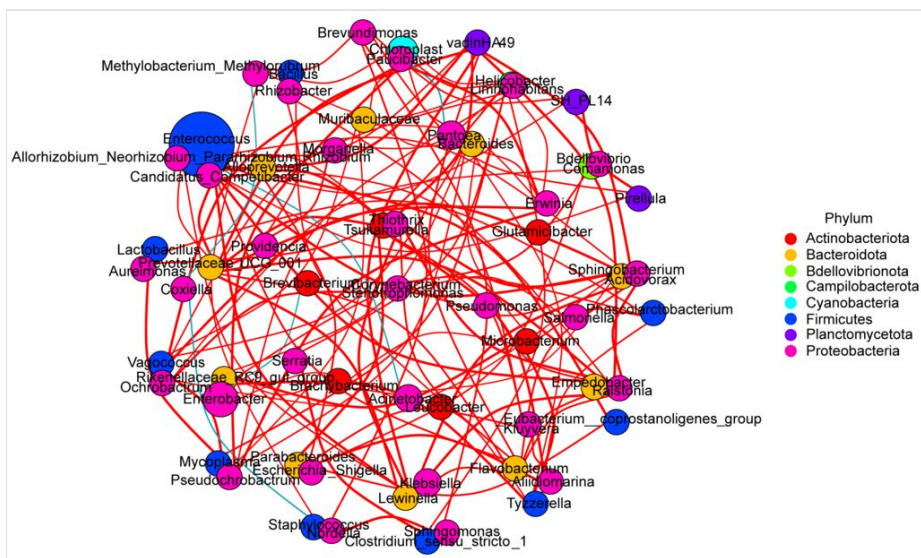 Brevundimonas
Chloroplast
Paucibacter
vadinHA49
Methylobacterium_Methylorubrum
Bacillus
Rhizobacter
Helicobacter
Limnohabitans
SH_PL14
Muribaculaceae
Enterococcus
Pantoea
Bacteroides
Morganella
Allorhizobium_Neorhizobium_Pararhizobium_Rhizobium
Alloprevotella
Candidatus_Competibacter
Bdellovibrio
Comamonas
Erwinia
Pirellula
Thiothrix
Tsukamurella
Glutamicibacter
Phylum
Actinobacteriota
Bacteroidota
Bdellovibrionota
Campilobacterota
Cyanobacteria
Firmicutes
Planctomycetota
Proteobacteria
Lactobacillus
Providencia
Prevotellaceae_UCG_001
Aureimonas
Coxiella
Brevibacterium
Corynebacterium
Stenotrophomonas
Sphingobacterium
Acidovorax
Pseudomonas
Phascolarctobacterium
Salmonella
Microbacterium
Vagococcus
Serratia
Rikenellaceae_RC9_gut_group
Ochrobactrum
Brachybacterium
Enterobacter
Acinetobacter
Leucobacter
Empedobacter
Ralstonia
Eubacterium__coprostanoligenes_group
Kluyvera
Mycoplasma
Parabacteroides
Escherichia_Shigella
Pseudochrobactrum
Flavobacterium
Klebsiella
Aliidiomarina
Lewinella
Tyzzerella
Staphylococcus
Nordella
Sphingomonas
Clostridium_sensu_stricto_1